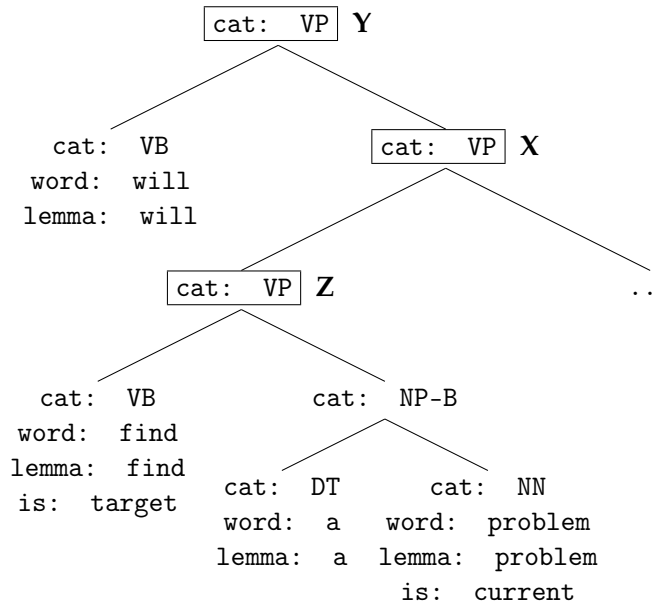 cat: VP Y
cat: VB
word: will
lemma: will
cat: VP X
cat: VP Z
..
cat: VB
word: find
lemma: find
is: target
cat: NP-B
cat: DT
word: a
lemma: a
cat: NN
word: problem
lemma: problem
is: current